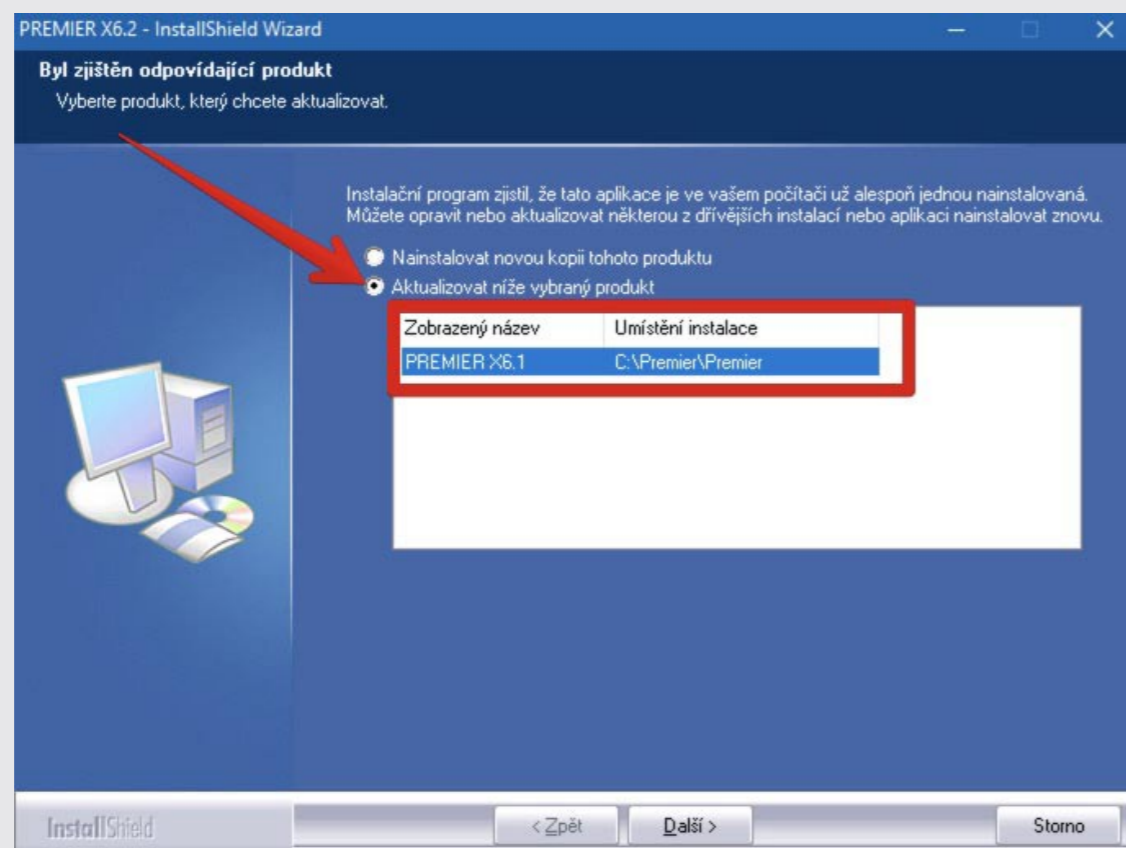 PREMIER X6.2 - InstallShield Wizard
Byl zjištěn odpovídající produkt
Vyberte produkt, který chcete aktualizovat.
Instalační program zjistil, že tato aplikace je ve vašem počítači už alespoň jednou nainstalovaná.
Můžete opravit nebo aktualizovat některou z dřívějších instalací nebo aplikaci nainstalovat znovu.
Nainstalovat novou kopii tohoto produktu
Aktualizovat níže vybraný produkt
Zobrazený název Umístění instalace
PREMIER X6.1 C:\Premier\Premier
InstallShield < Zpět Další > Storno